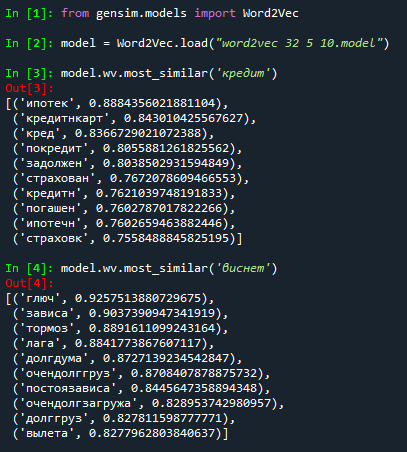 In [1]: from gensim.models import Word2Vec
In [2]: model = Word2Vec.load("word2vec 32 5 10.model")
In [3]: model.wv.most_similar('кредит')
Out[3]:
[('ипотек', 0.8884356021881104),
('кредитнкарт', 0.843010425567627),
('кред', 0.8366729021072388),
('покредит', 0.8055881261825562),
('задолжен', 0.8038502931594849),
('страхован', 0.7672078609466553),
('кредитн', 0.7621039748191833),
('погашен', 0.7602787017822266),
('ипотечн', 0.7602659463882446),
('страховк', 0.7558488845825195)]
In [4]: model.wv.most_similar('виснет')
Out[4]:
[('глюч', 0.9257513880729675),
('зависа', 0.9037390947341919),
('тормоз', 0.8891611099243164),
('лага', 0.8841773867607117),
('долгдума', 0.8727139234542847),
('очендолггруз', 0.8708407878875732),
('постоязависа', 0.8445647358894348),
('очендолгзагружа', 0.828953742980957),
('долггруз', 0.827811598777771),
('вылета', 0.8277962803840637)]